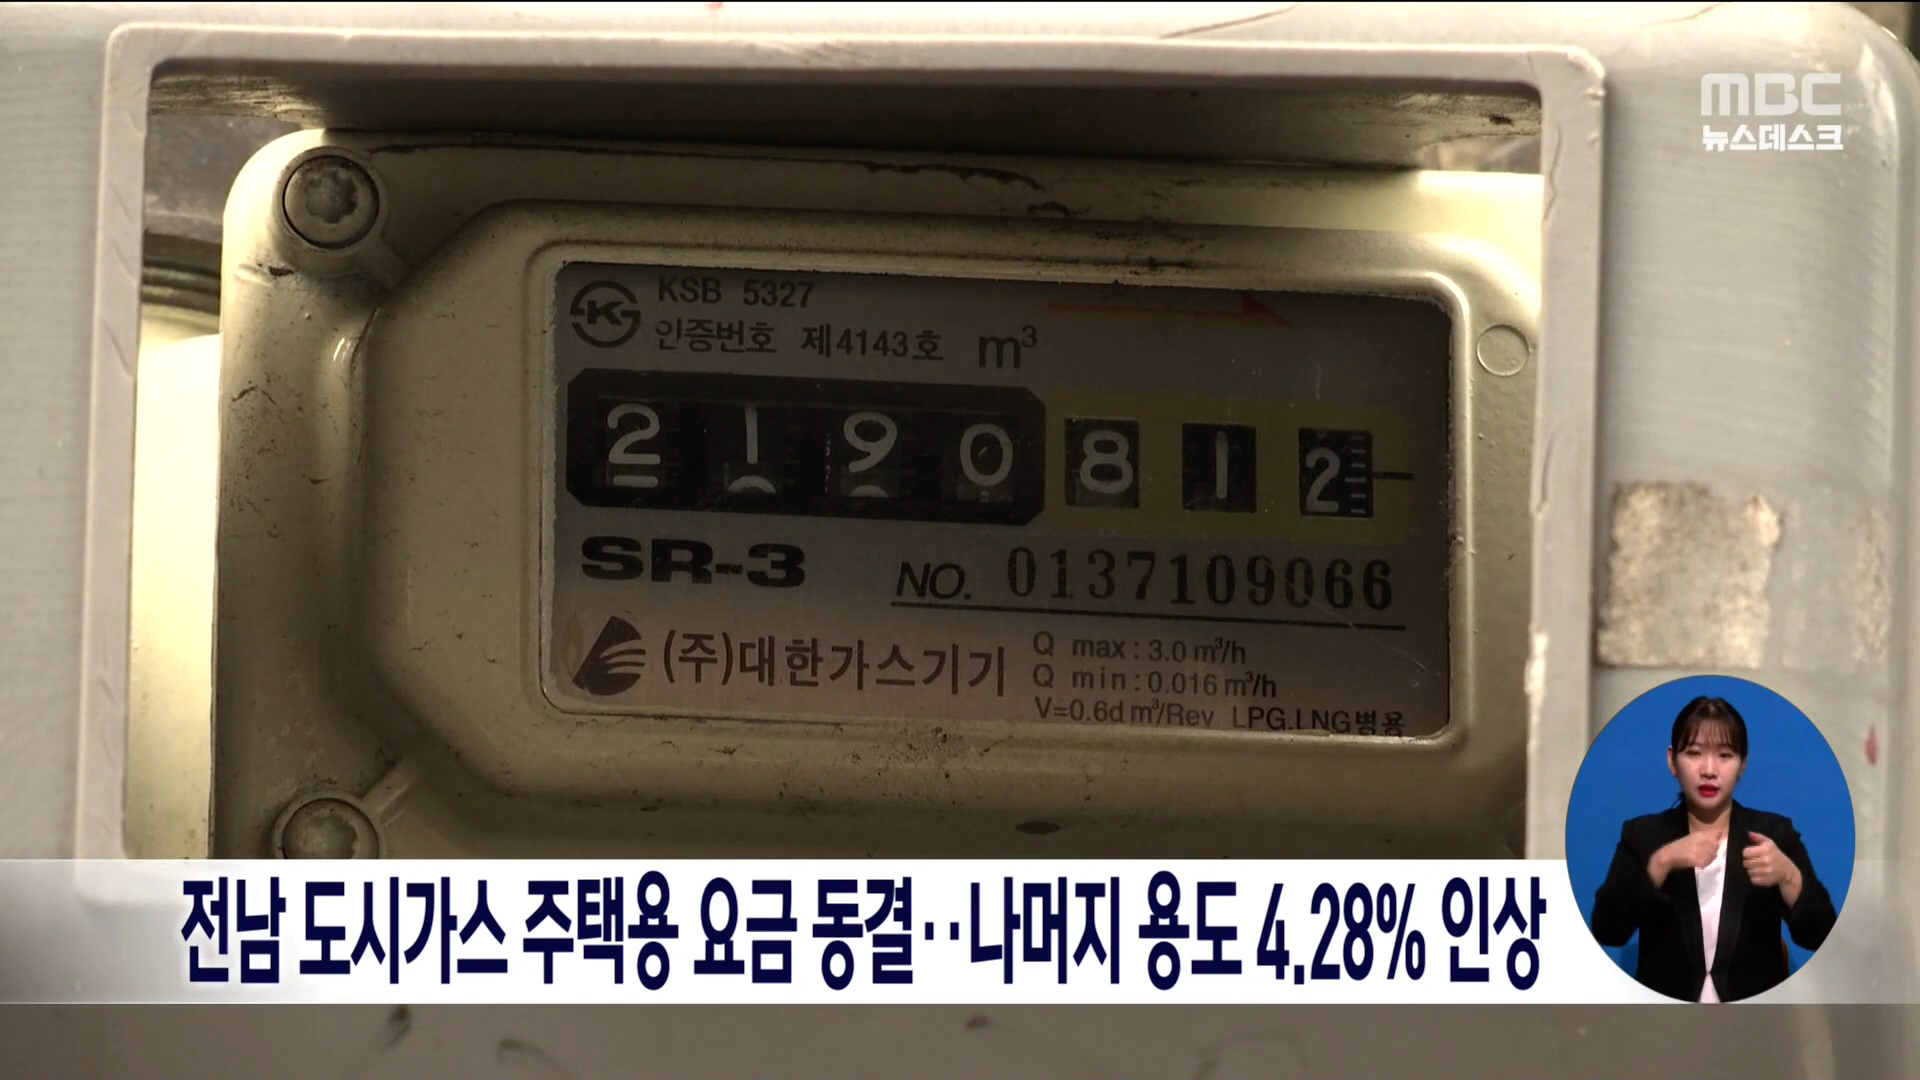 MBC
뉴스데스크
KSB 5327
인증번호 제4143호 m³
2190 812
SR-3 NO. 0137109066
(주)대한가스기기
Q max : 3.0 m³/h
Q min : 0.016 m³/h
V=0.6d m³/Rev LPG.LNG병용
전남 도시가스 주택용 요금 동결‥나머지 용도 4.28% 인상